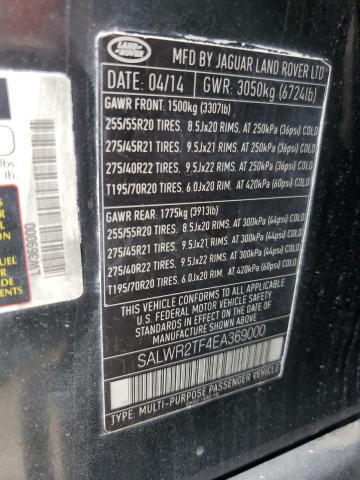 LAND ROVER
MFD BY JAGUAR LAND ROVER LTD
DATE: 04/14 GWR: 3050kg (6724lb)
GAWR FRONT: 1500kg (3307lb)
255/55R20 TIRES, 8.5Jx20 RIMS, AT 250kPa (36psi) COLD
275/45R21 TIRES, 9.5Jx21 RIMS, AT 250kPa (36psi) COLD
275/40R22 TIRES, 9.5Jx22 RIMS, AT 250kPa (36psi) COLD
T195/70R20 TIRES, 6.0Jx20 RIM, AT 420kPa (60psi) COLD
GAWR REAR: 1775kg (3913lb)
255/55R20 TIRES, 8.5Jx20 RIMS, AT 300kPa (44psi) COLD
275/45R21 TIRES, 9.5Jx21 RIMS, AT 300kPa (44psi) COLD
275/40R22 TIRES, 9.5Jx22 RIMS, AT 300kPa (44psi) COLD
T195/70R20 TIRES, 6.0Jx20 RIM, AT 420kPa (60psi) COLD
THIS VEHICLE CONFORMS TO ALL APPLICABLE
U.S. FEDERAL MOTOR VEHICLE SAFETY AND
THEFT PREVENTION STANDARDS IN EFFECT ON THE
DATE OF MANUFACTURE SHOWN ABOVE.
SALWR2TF4EA369000
TYPE: MULTI-PURPOSE PASSENGER VEHICLE
lbs.
lb.